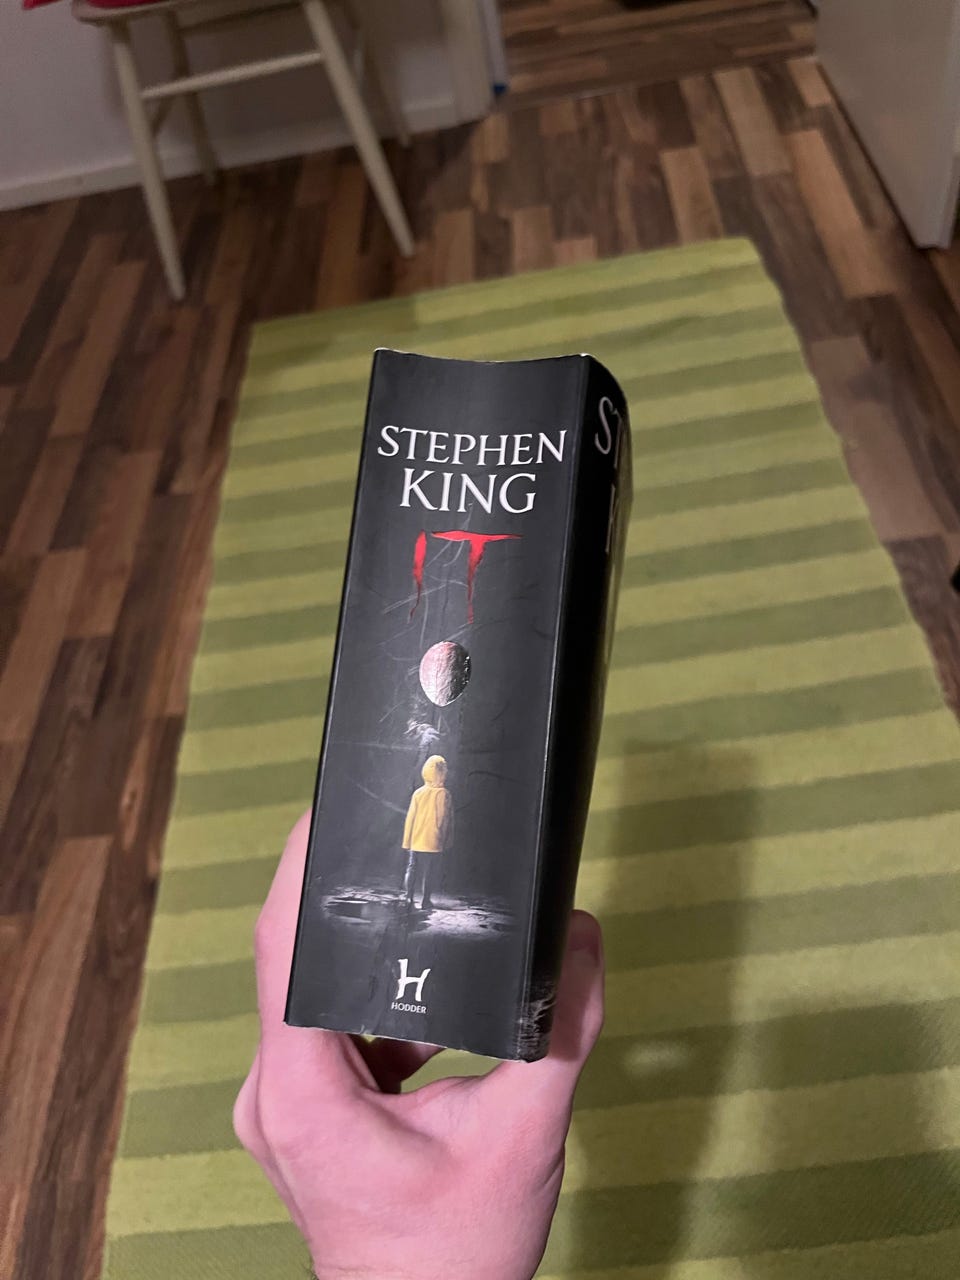 STEPHEN
KING
IT
H
HODDER